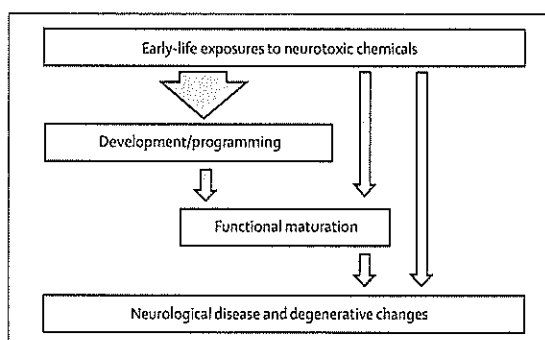 Early-life exposures to neurotoxic chemicals
Development/programming
Functional maturation
Neurological disease and degenerative changes